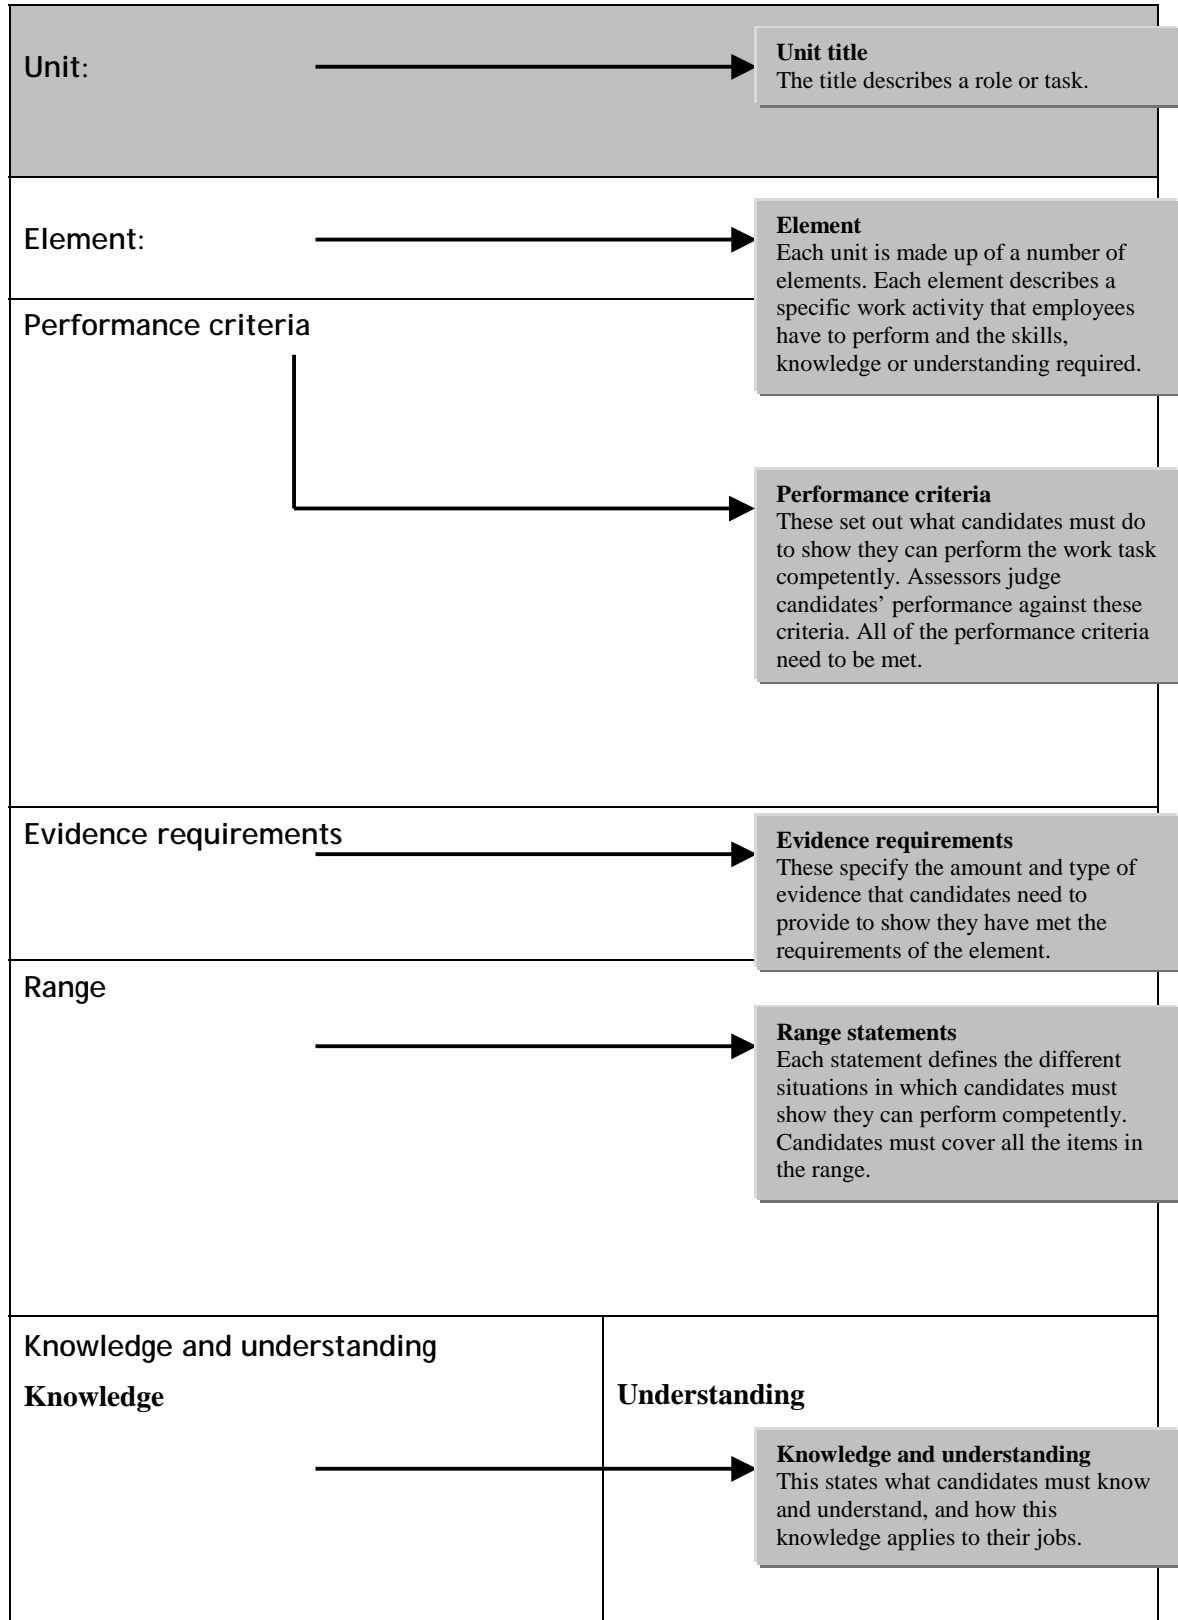 Unit:
Unit title
The title describes a role or task.
Element:
Element
Each unit is made up of a number of
elements. Each element describes a
specific work activity that employees
have to perform and the skills,
knowledge or understanding required.
Performance criteria
Performance criteria
These set out what candidates must do
to show they can perform the work task
competently. Assessors judge
candidates’ performance against these
criteria. All of the performance criteria
need to be met.
Evidence requirements
Evidence requirements
These specify the amount and type of
evidence that candidates need to
provide to show they have met the
requirements of the element.
Range
Range statements
Each statement defines the different
situations in which candidates must
show they can perform competently.
Candidates must cover all the items in
the range.
Knowledge and understanding
Knowledge
Understanding
Knowledge and understanding
This states what candidates must know
and understand, and how this
knowledge applies to their jobs.